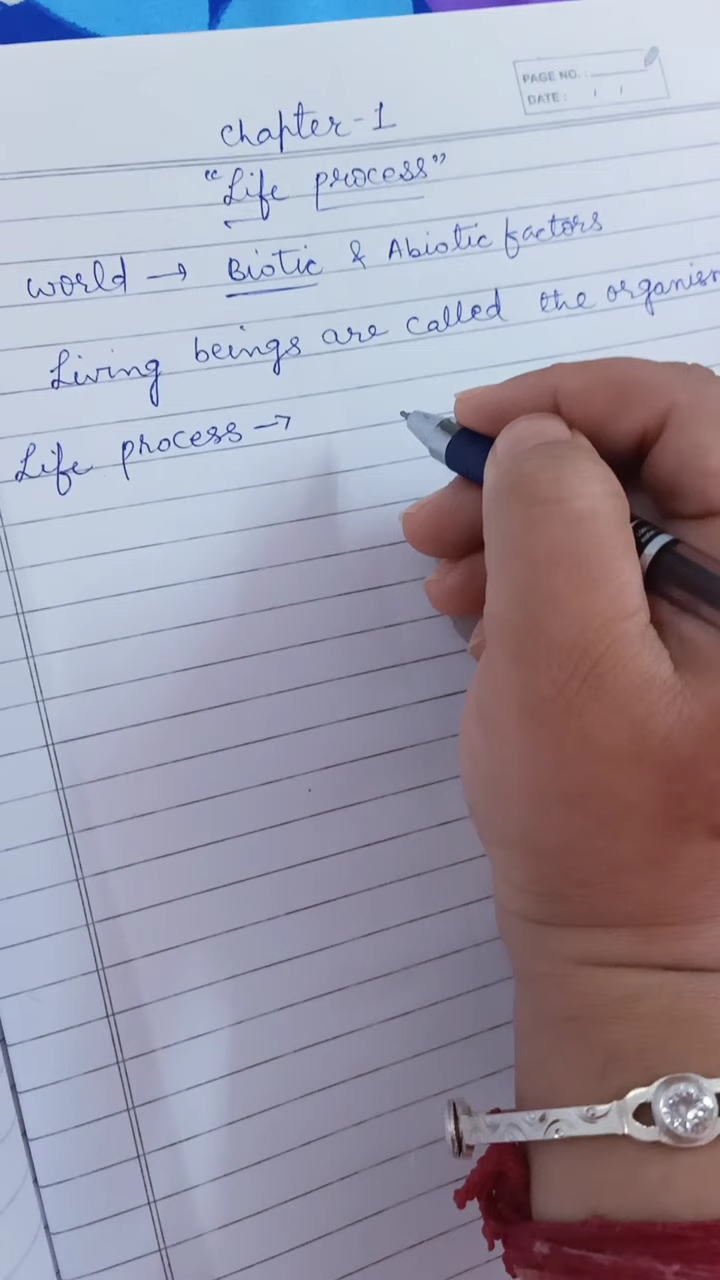 PAGE NO. :
DATE : / /
Chapter-1
"Life process"
world → Biotic & Abiotic factors
Living beings are called the organism
Life process →